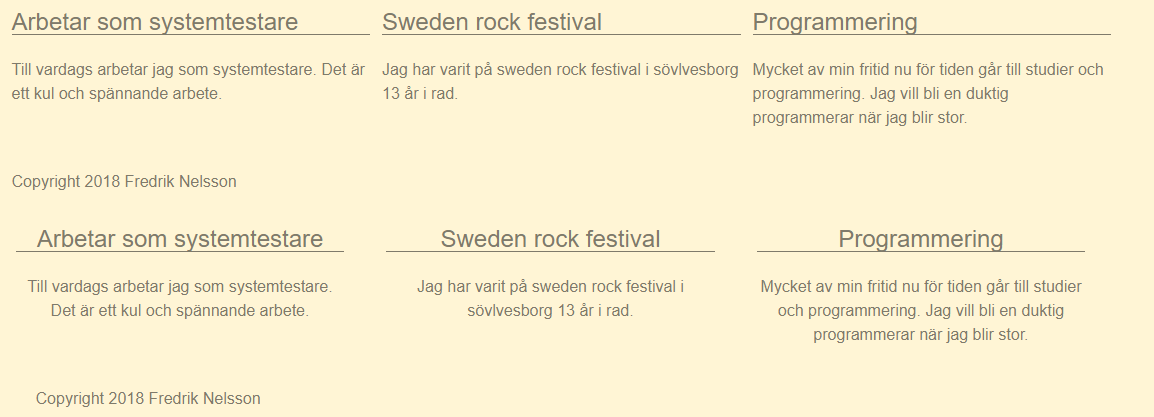 Arbetar som systemtestare
Till vardags arbetar jag som systemtestare. Det är
ett kul och spännande arbete.
Sweden rock festival
Jag har varit på sweden rock festival i sövlvesborg
13 år i rad.
Programmering
Mycket av min fritid nu för tiden går till studier och
programmering. Jag vill bli en duktig
programmerar när jag blir stor.
Copyright 2018 Fredrik Nelsson
Arbetar som systemtestare
Till vardags arbetar jag som systemtestare.
Det är ett kul och spännande arbete.
Sweden rock festival
Jag har varit på sweden rock festival i
sövlvesborg 13 år i rad.
Programmering
Mycket av min fritid nu för tiden går till studier
och programmering. Jag vill bli en duktig
programmerar när jag blir stor.
Copyright 2018 Fredrik Nelsson